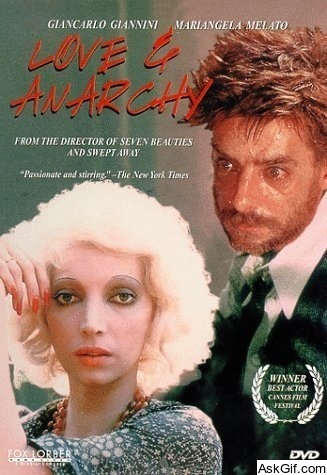 GIANCARLO GIANNINI MARIANGELA MELATO
LOVE &
ANARCHY
FROM THE DIRECTOR OF SEVEN BEAUTIES
AND SWEPT AWAY
"Passionate and stirring." –The New York Times
WINNER
BEST ACTOR
CANNES FILM
FESTIVAL
FOX LORBER
DVD
AskGif.com